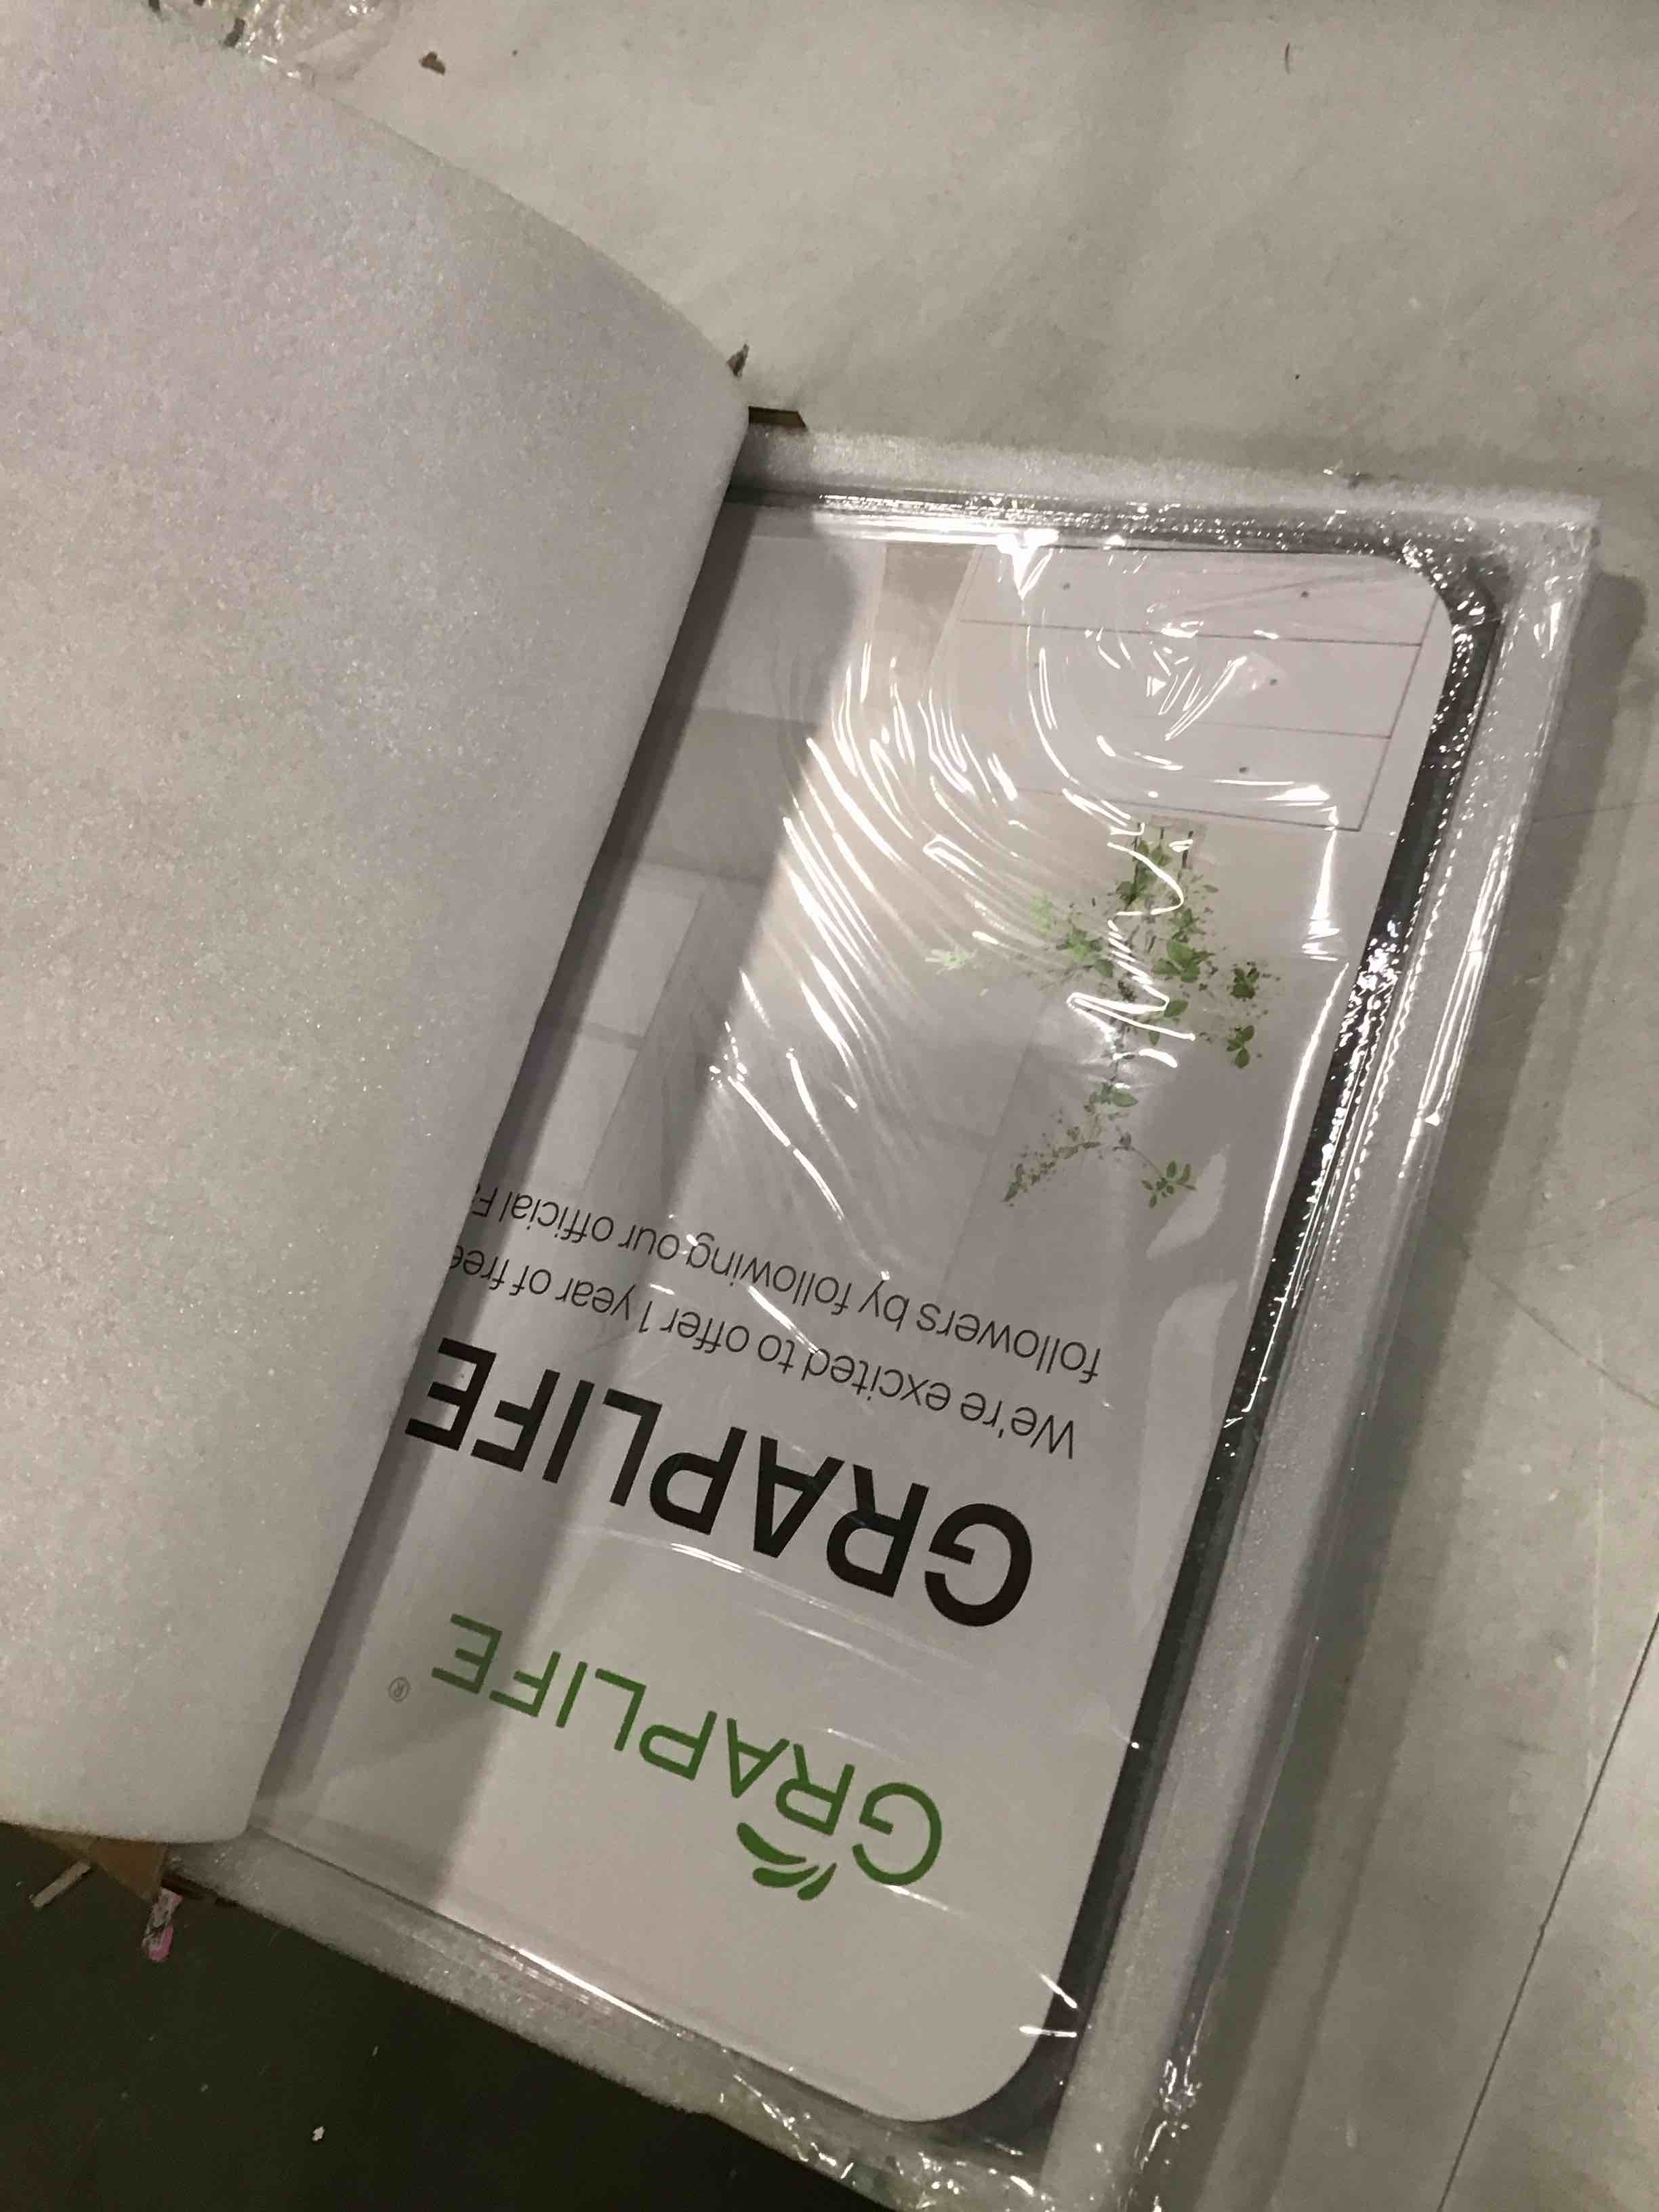 GRAPLIFE®
GRAPLIFE
We're excited to offer 1 year of free
followers by following our official